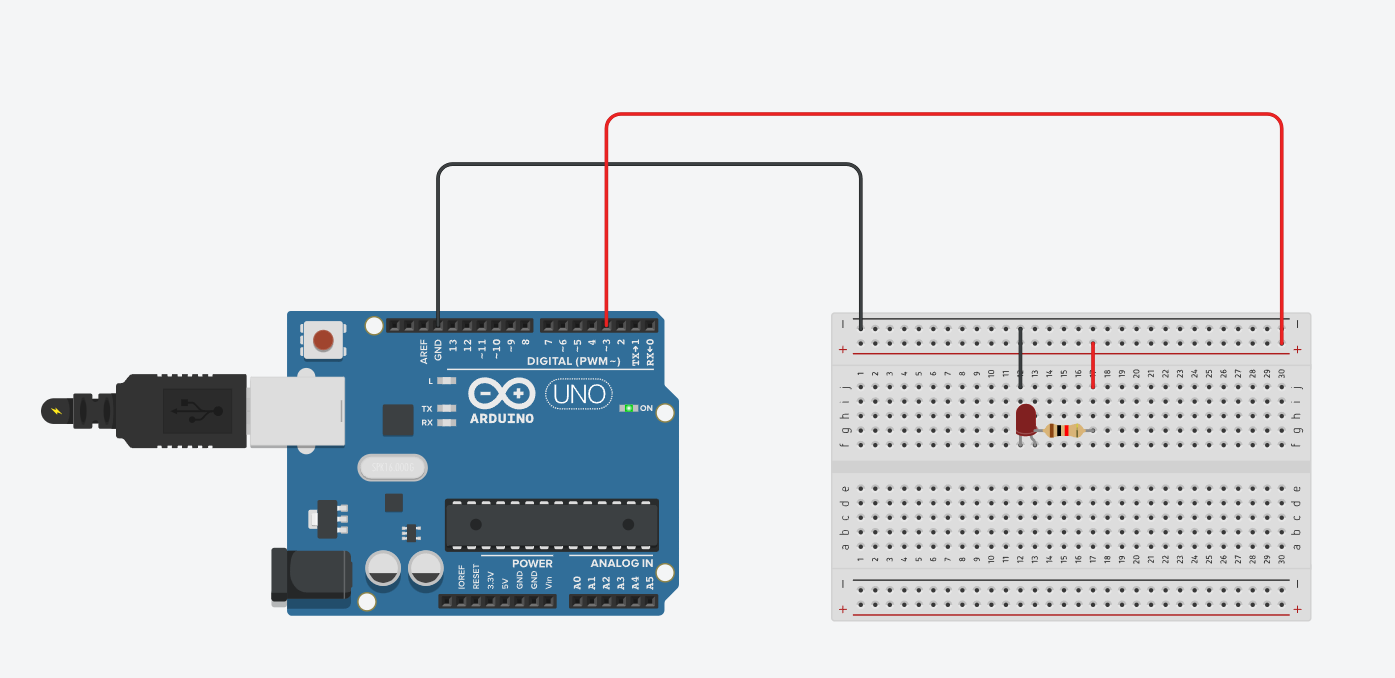 AREF
GND
13
12
~11
~10
~9
8
7
~6
~5
4
~3
2
TX→1
RX←0
DIGITAL (PWM~)
L
TX
RX
ARDUINO
UNO
ON
POWER
ANALOG IN
IOREF
RESET
3.3V
5V
GND
GND
Vin
A0
A1
A2
A3
A4
A5
− −
+ +
1 2 3 4 5 6 7 8 9 10 11 12 13 14 15 16 17 18 19 20 21 22 23 24 25 26 27 28 29 30
j j
i i
h h
g g
f f
e e
d d
c c
b b
a a
1 2 3 4 5 6 7 8 9 10 11 12 13 14 15 16 17 18 19 20 21 22 23 24 25 26 27 28 29 30
− −
+ +